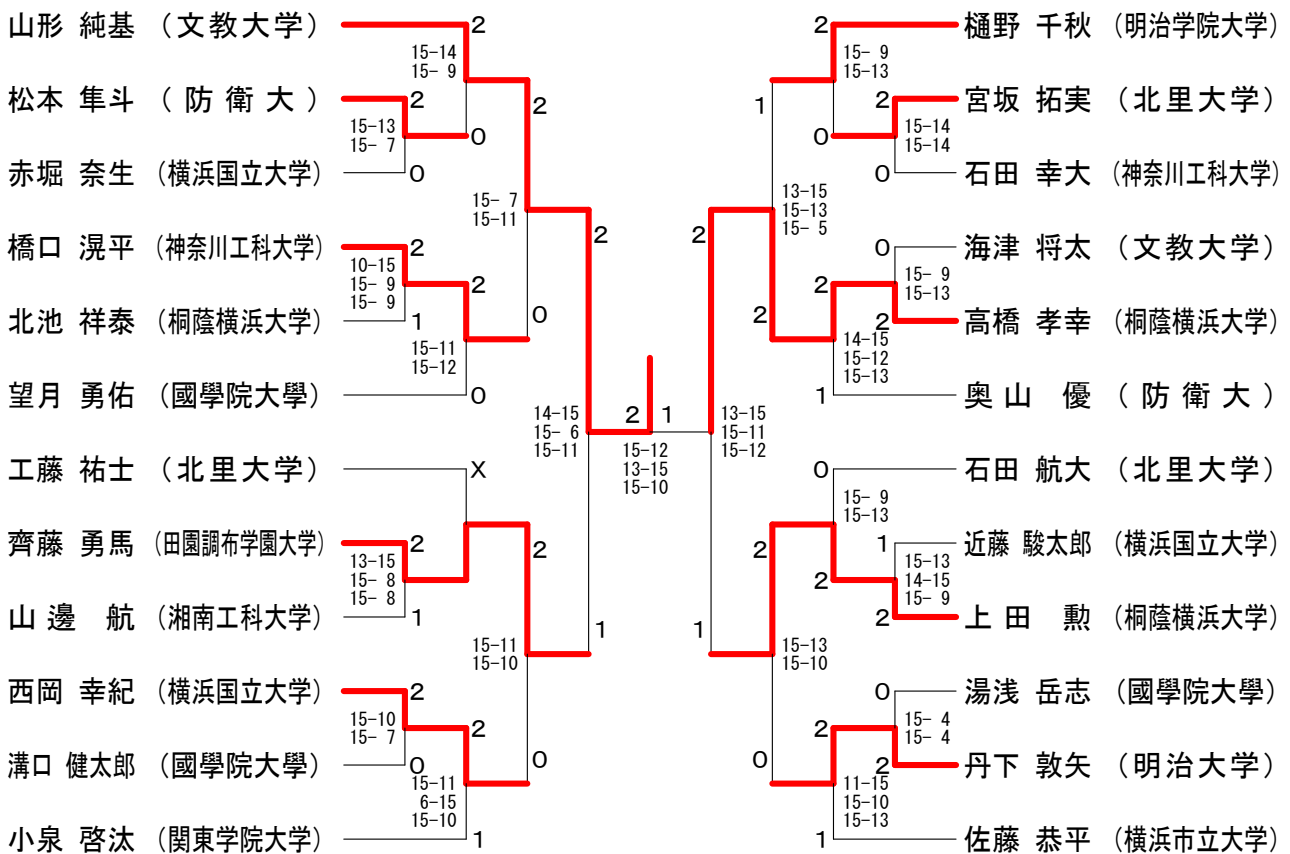 山形 純基 (文教大学) 2 2 樋野 千秋 (明治学院大学)
15-14 15- 9
15- 9 15-13
松本 隼斗 (防衛大) 2 2 1 2 宮坂 拓実 (北里大学)
15-13 0 0 15-14
15- 7 15-14
赤堀 奈生 (横浜国立大学) 0 0 石田 幸大 (神奈川工科大学)
15- 7 13-15
15-11 15-13
15- 5
2 2
橋口 滉平 (神奈川工科大学) 2 0 海津 将太 (文教大学)
10-15 15- 9
15- 9 15-13
15- 9
2 2
北池 祥泰 (桐蔭横浜大学) 1 0 2 2 高橋 孝幸 (桐蔭横浜大学)
15-11 14-15
15-12 15-12
15-13
望月 勇佑 (國學院大學) 0 1 奥山 優 (防衛大)
14-15 2 1 13-15
15- 6 15-11
15-11 15-12
15-12
13-15
15-10
工藤 祐士 (北里大学) X 0 石田 航大 (北里大学)
15- 9
15-13
齊藤 勇馬 (田園調布学園大学) 2 2 2 1 近藤 駿太郎 (横浜国立大学)
13-15 15-13
15- 8 14-15
15- 8 15- 9
2
山邊 航 (湘南工科大学) 1 1 1 2 上田 勲 (桐蔭横浜大学)
15-11 15-13
15-10 15-10
西岡 幸紀 (横浜国立大学) 2 0 湯浅 岳志 (國學院大學)
15-10 15- 4
15- 7 15- 4
2 2
溝口 健太郎 (國學院大學) 0 0 0 2 丹下 敦矢 (明治大学)
15-11 11-15
6-15 15-10
15-10 15-13
小泉 啓汰 (関東学院大学) 1 1 佐藤 恭平 (横浜市立大学)